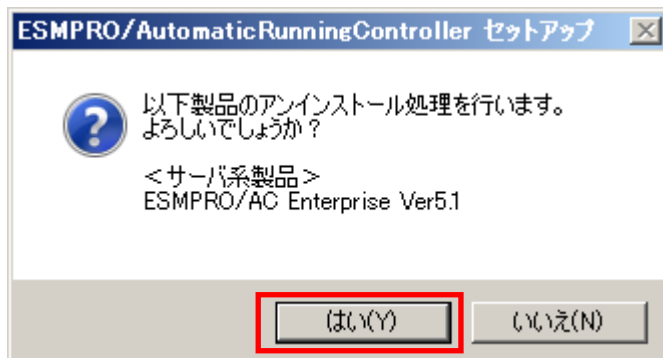 ESMPRO/AutomaticRunningController セットアップ
以下製品のアンインストール処理を行います。
よろしいでしょうか？
＜サーバ系製品＞
ESMPRO/AC Enterprise Ver5.1
はい(Y)
いいえ(N)